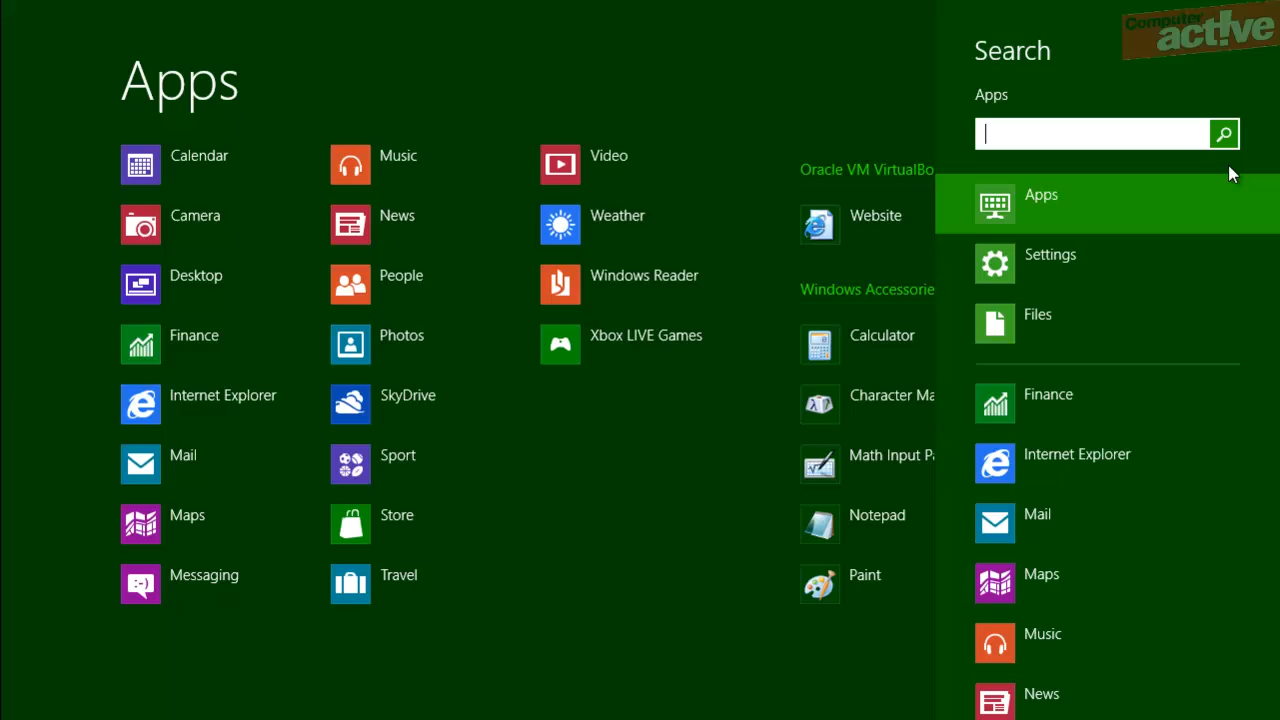 Apps
Calendar
Camera
Desktop
Finance
Internet Explorer
Mail
Maps
Messaging
Music
News
People
Photos
SkyDrive
Sport
Store
Travel
Video
Weather
Windows Reader
Xbox LIVE Games
Oracle VM VirtualBo
Website
Windows Accessorie
Calculator
Character Ma
Math Input P
Notepad
Paint
Computer
act!ve
Search
Apps
Apps
Settings
Files
Finance
Internet Explorer
Mail
Maps
Music
News